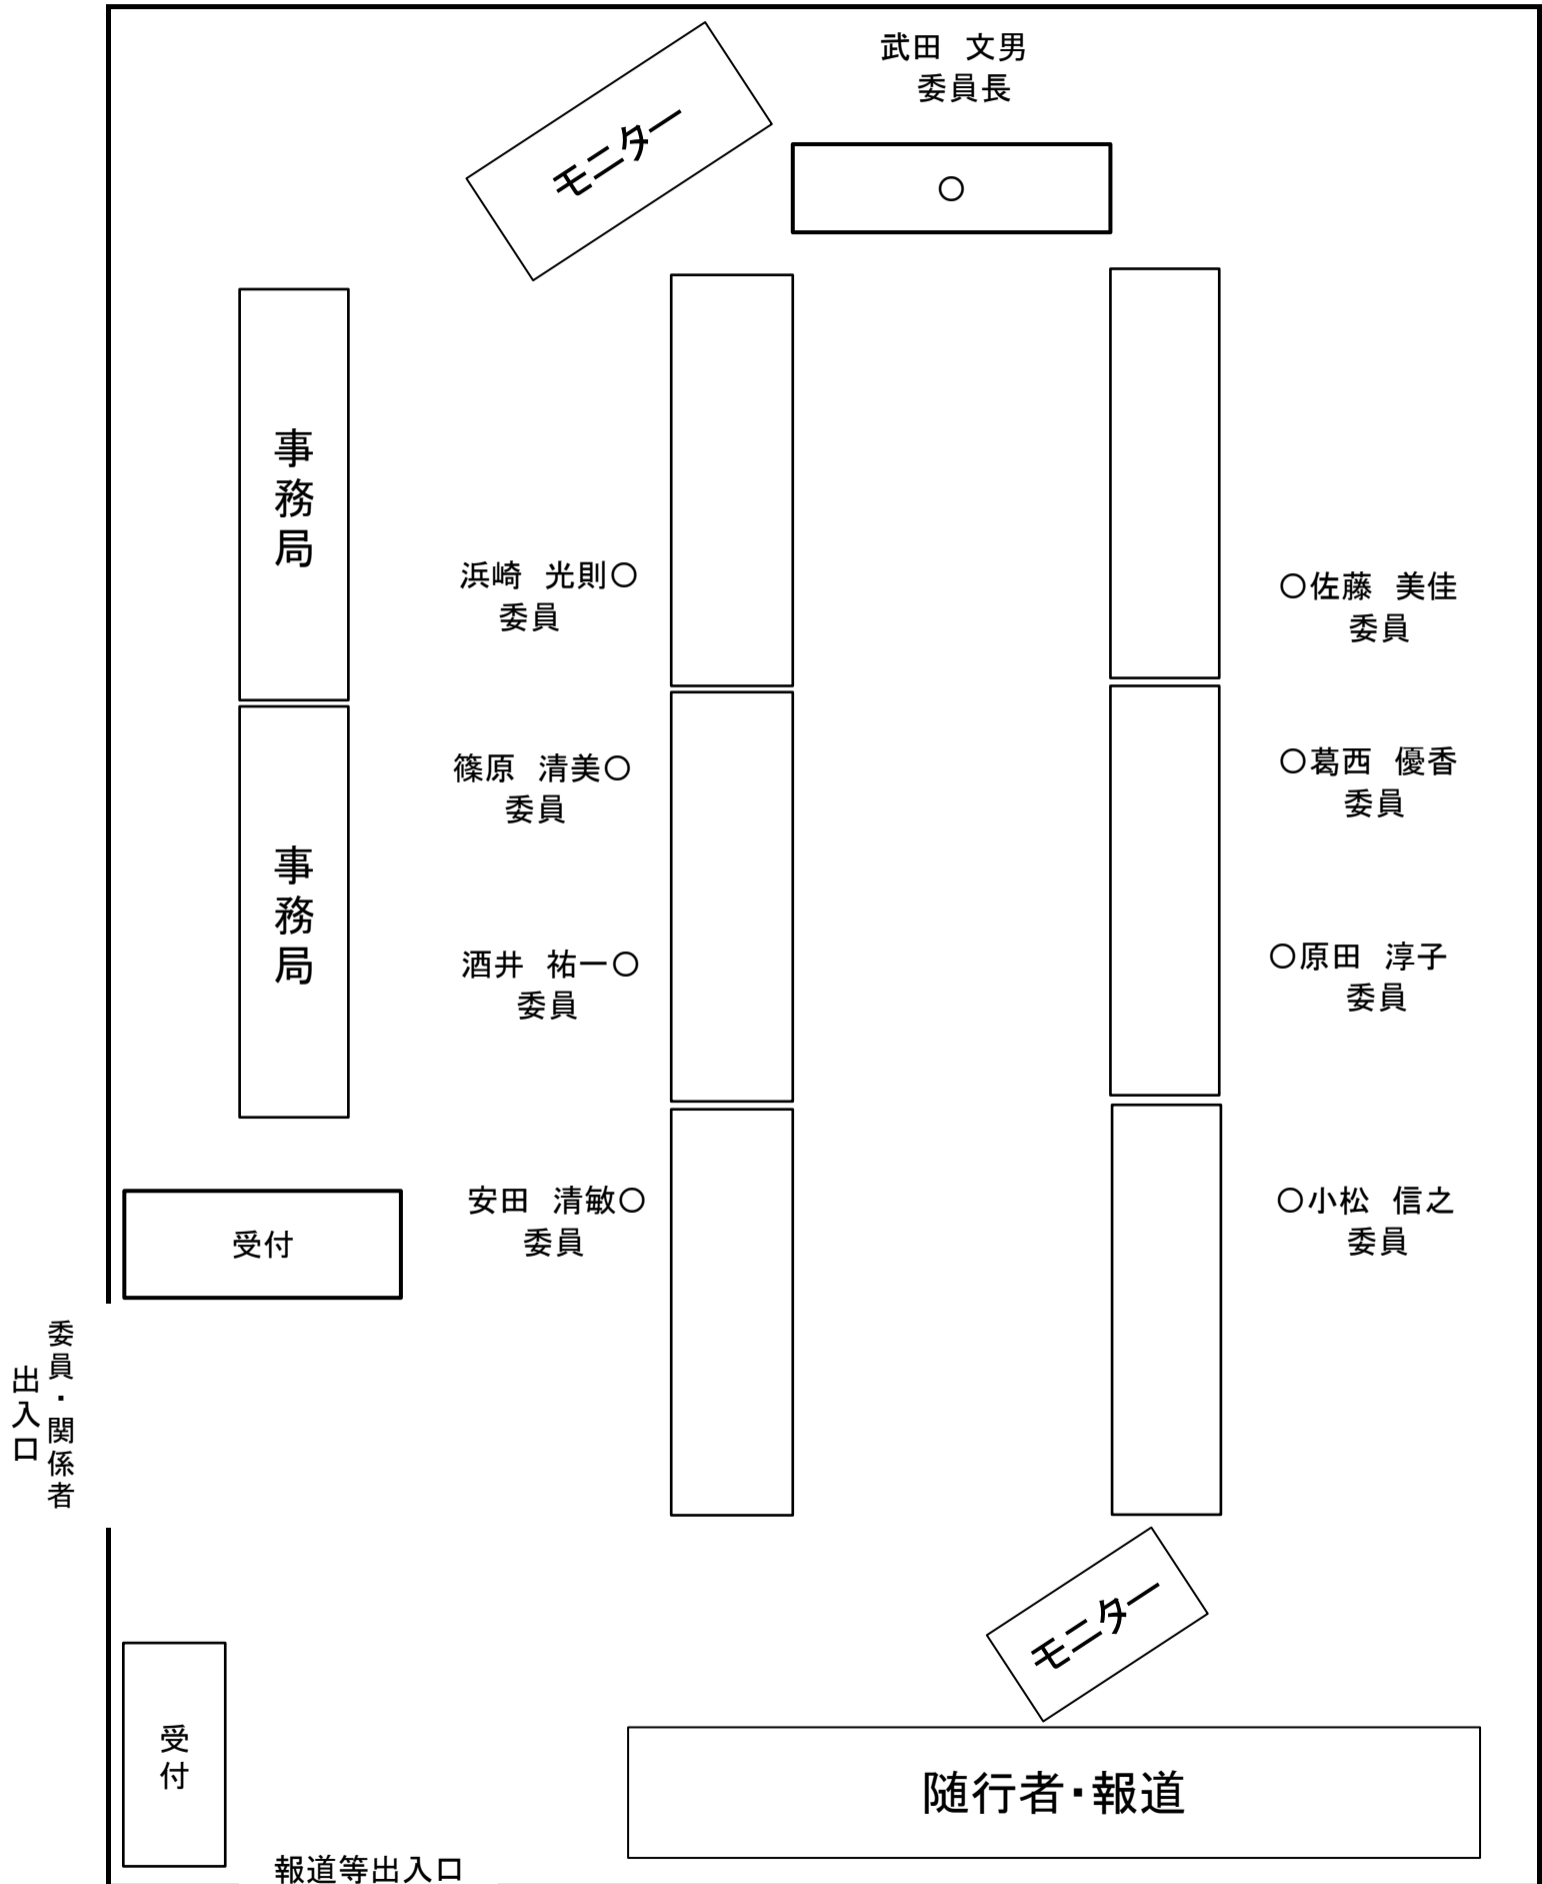 武田　文男
委員長
モニター
○
事務局
浜崎　光則○
委員
○佐藤　美佳
委員
篠原　清美○
委員
○葛西　優香
委員
事務局
酒井　祐一○
委員
○原田　淳子
委員
安田　清敏○
委員
○小松　信之
委員
受付
委員・関係者
出入口
モニター
受付
随行者・報道
報道等出入口